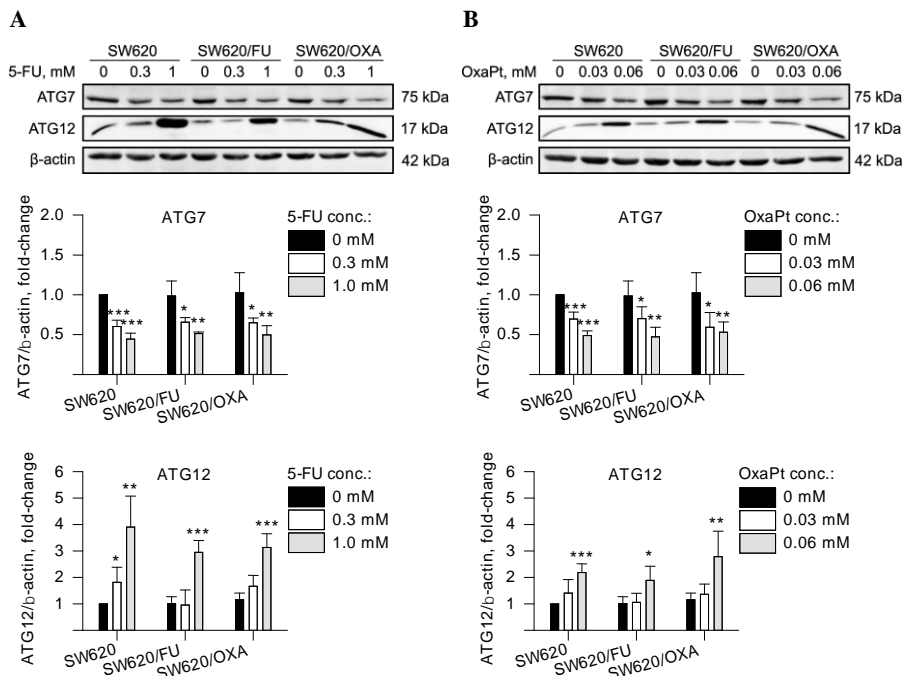 A
SW620 SW620/FU SW620/OXA
5-FU, mM 0 0.3 1 0 0.3 1 0 0.3 1
ATG7 75 kDa
ATG12 17 kDa
β-actin 42 kDa
ATG7
5-FU conc.:
0 mM
0.3 mM
1.0 mM
ATG7/b-actin, fold-change
2.0
1.5
1.0
0.5
*** *** * ** * **
SW620 SW620/FU SW620/OXA
ATG12
5-FU conc.:
0 mM
0.3 mM
1.0 mM
ATG12/b-actin, fold-change
6
5
4
3
2
1
* ** *** ***
SW620 SW620/FU SW620/OXA
B
SW620 SW620/FU SW620/OXA
OxaPt, mM 0 0.03 0.06 0 0.03 0.06 0 0.03 0.06
ATG7 75 kDa
ATG12 17 kDa
β-actin 42 kDa
ATG7
OxaPt conc.:
0 mM
0.03 mM
0.06 mM
ATG7/b-actin, fold-change
2.0
1.5
1.0
0.5
*** *** * ** * **
SW620 SW620/FU SW620/OXA
ATG12
OxaPt conc.:
0 mM
0.03 mM
0.06 mM
ATG12/b-actin, fold-change
6
5
4
3
2
1
*** * **
SW620 SW620/FU SW620/OXA